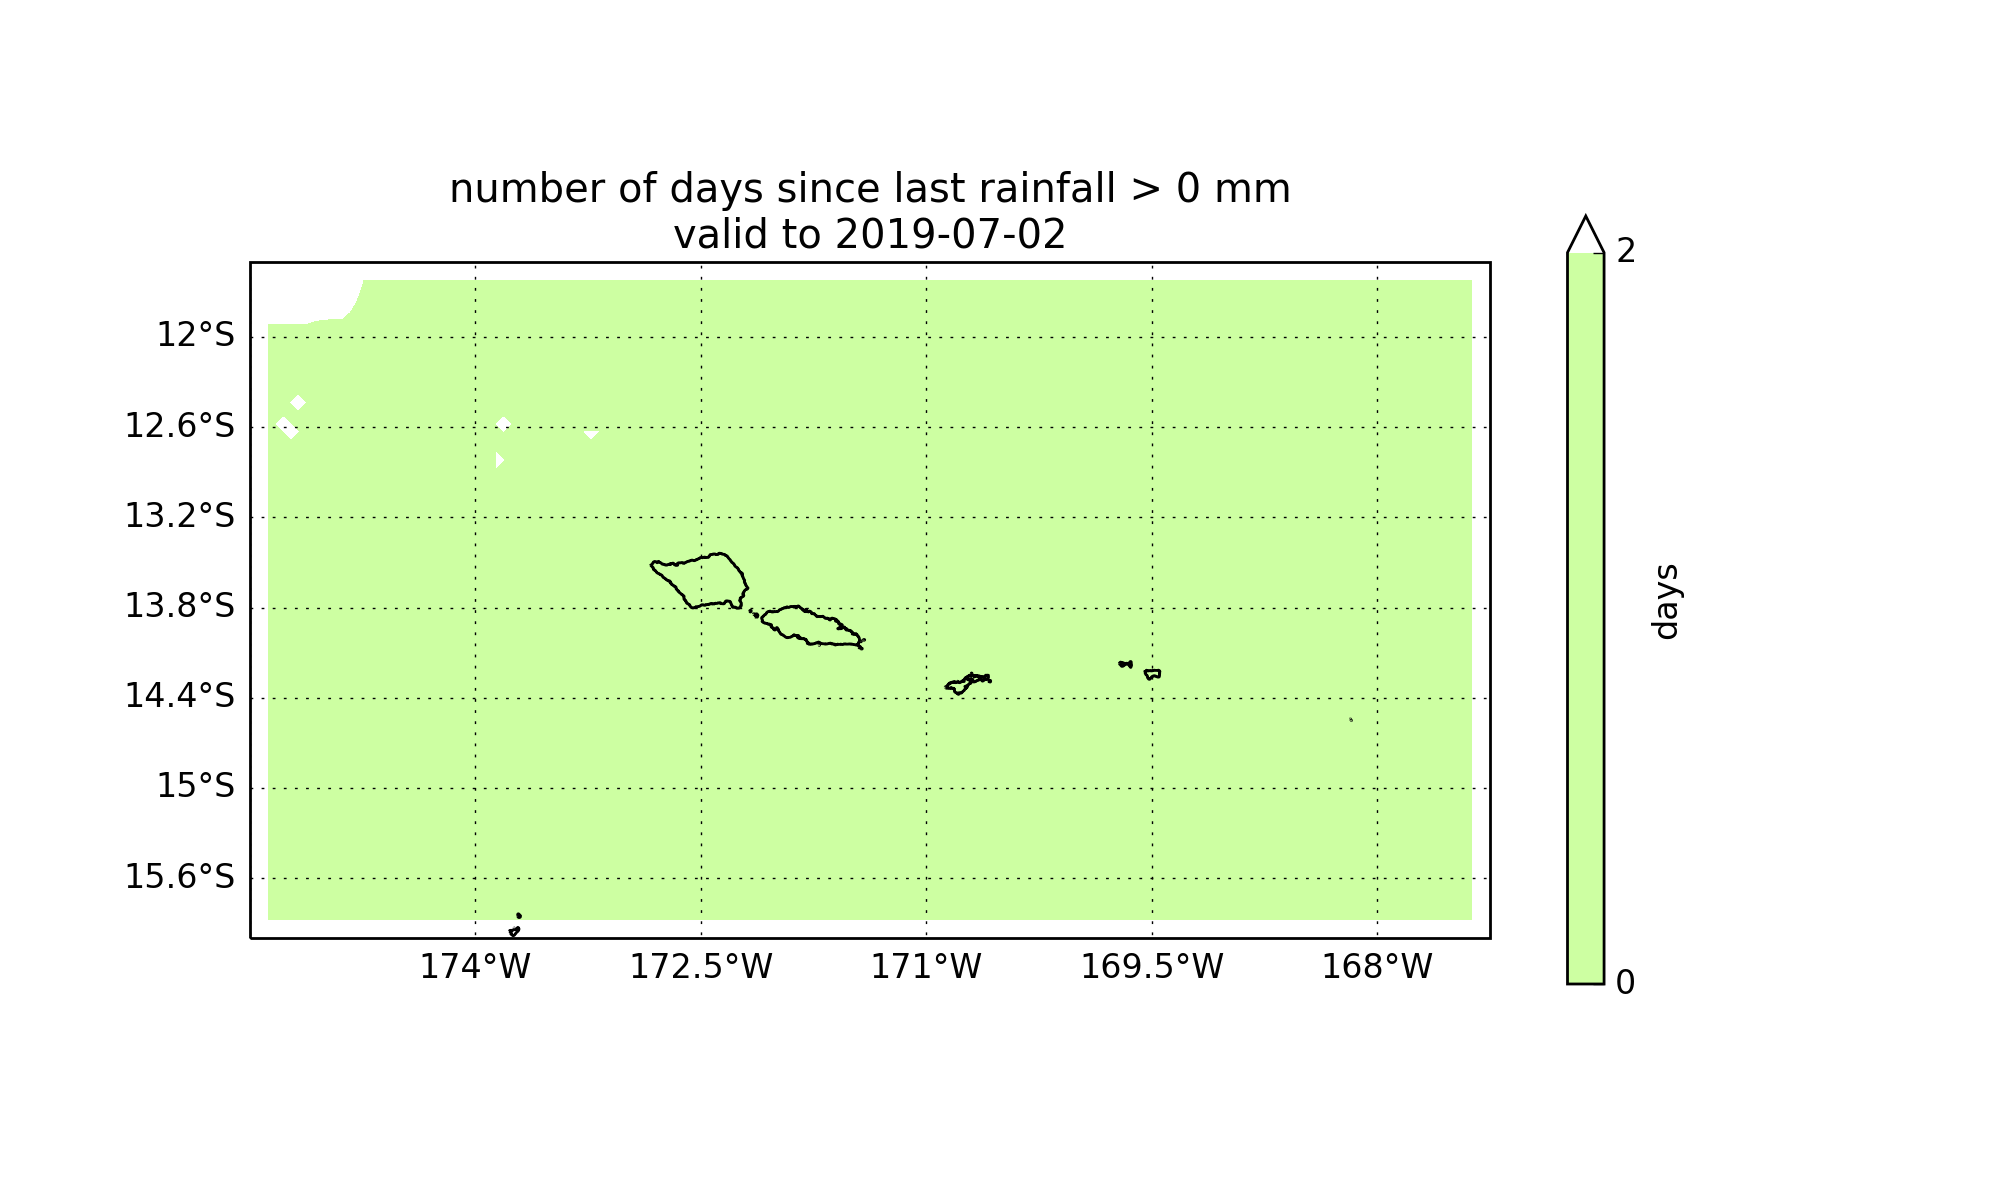 number of days since last rainfall > 0 mm
valid to 2019-07-02
2
12°S
12.6°S
13.2°S
13.8°S
14.4°S
15°S
15.6°S
174°W 172.5°W 171°W 169.5°W 168°W
0
days